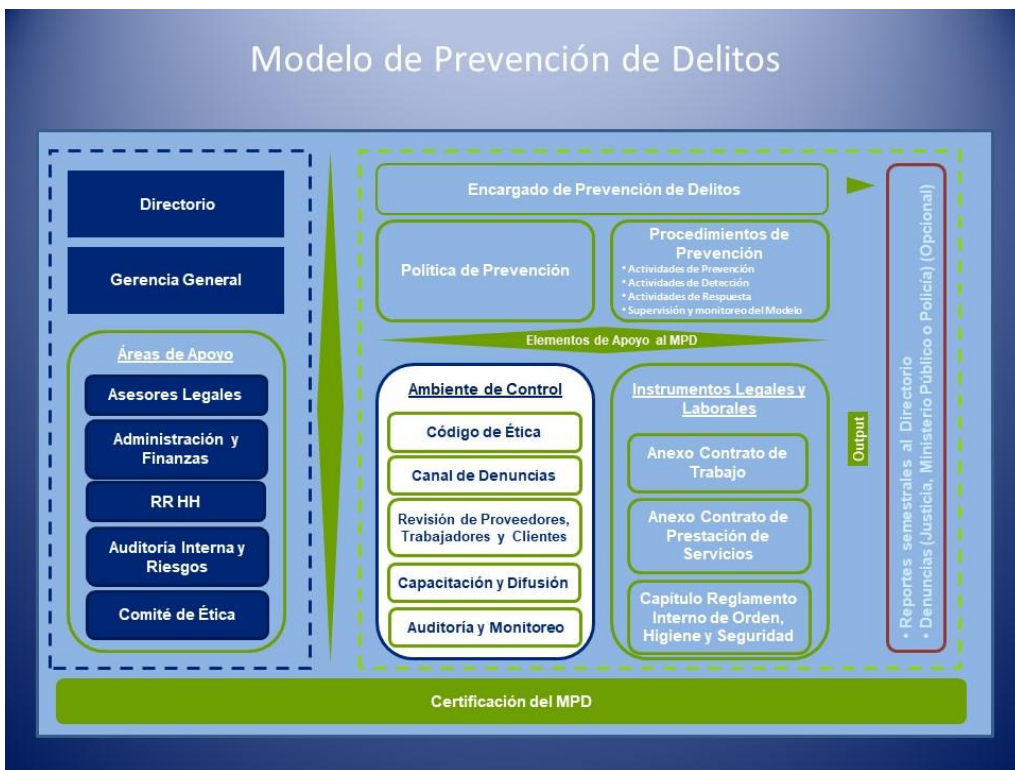 Modelo de Prevención de Delitos
Directorio
Gerencia General
Áreas de Apoyo
Asesores Legales
Administración y
Finanzas
RR HH
Auditoría Interna y
Riesgos
Comité de Ética
Encargado de Prevención de Delitos
Política de Prevención
Procedimientos de
Prevención
• Actividades de Prevención
• Actividades de Detección
• Actividades de Respuesta
• Supervisión y monitoreo del Modelo
Elementos de Apoyo al MPD
Ambiente de Control
Código de Ética
Canal de Denuncias
Revisión de Proveedores,
Trabajadores y Clientes
Capacitación y Difusión
Auditoría y Monitoreo
Instrumentos Legales y
Laborales
Anexo Contrato de
Trabajo
Anexo Contrato de
Prestación de
Servicios
Capítulo Reglamento
Interno de Orden,
Higiene y Seguridad
Output
• Reportes semestrales al Directorio
• Denuncias (Justicia, Ministerio Público o Policía) (Opcional)
Certificación del MPD